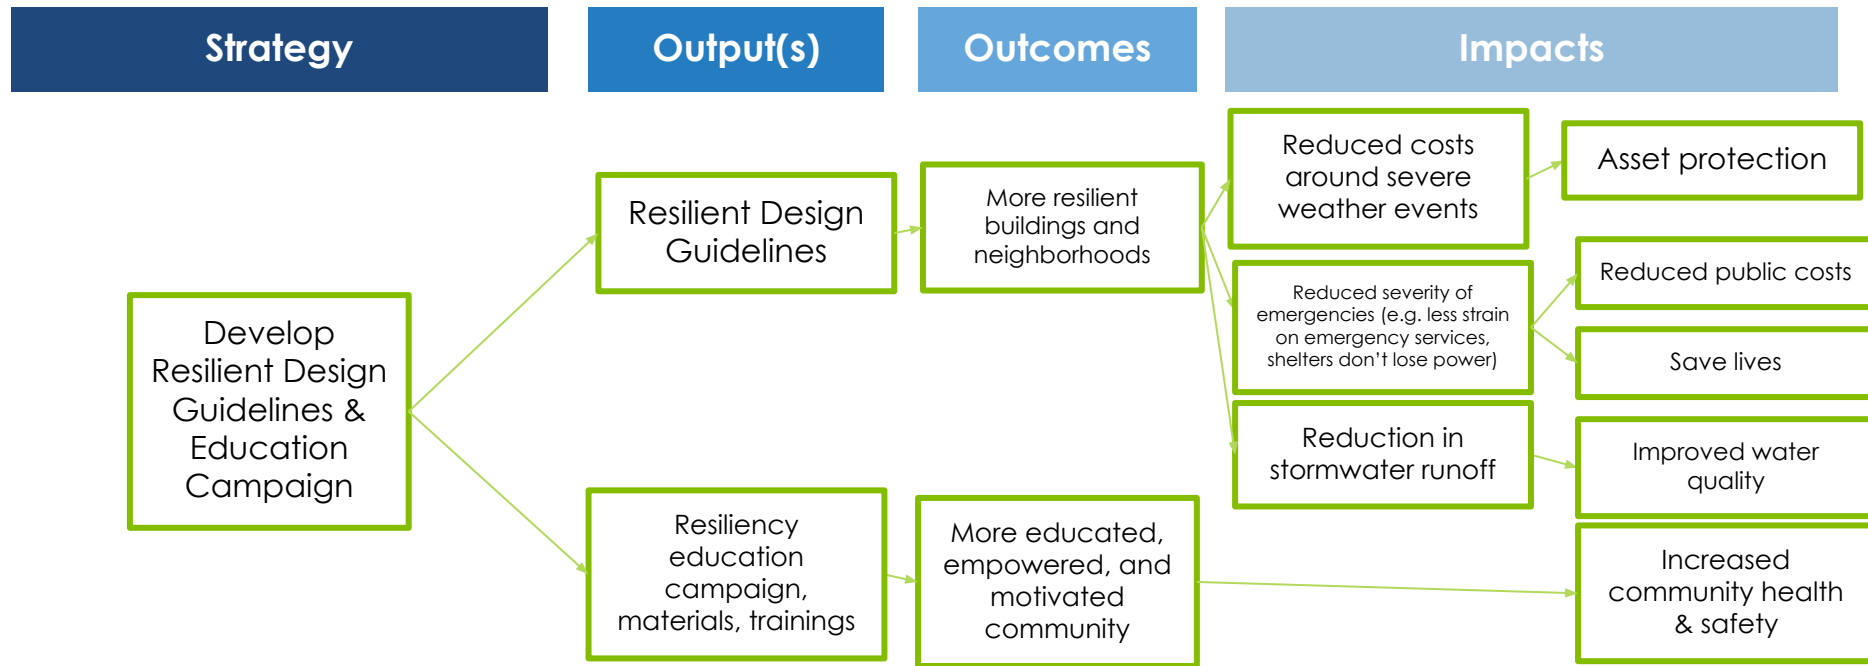 Strategy
Output(s)
Outcomes
Impacts
Develop
Resilient Design
Guidelines &
Education
Campaign
Resilient Design
Guidelines
Resiliency
education
campaign,
materials, trainings
More resilient
buildings and
neighborhoods
More educated,
empowered, and
motivated
community
Reduced costs
around severe
weather events
Reduced severity of
emergencies (e.g. less strain
on emergency services,
shelters don’t lose power)
Reduction in
stormwater runoff
Asset protection
Reduced public costs
Save lives
Improved water
quality
Increased
community health
& safety